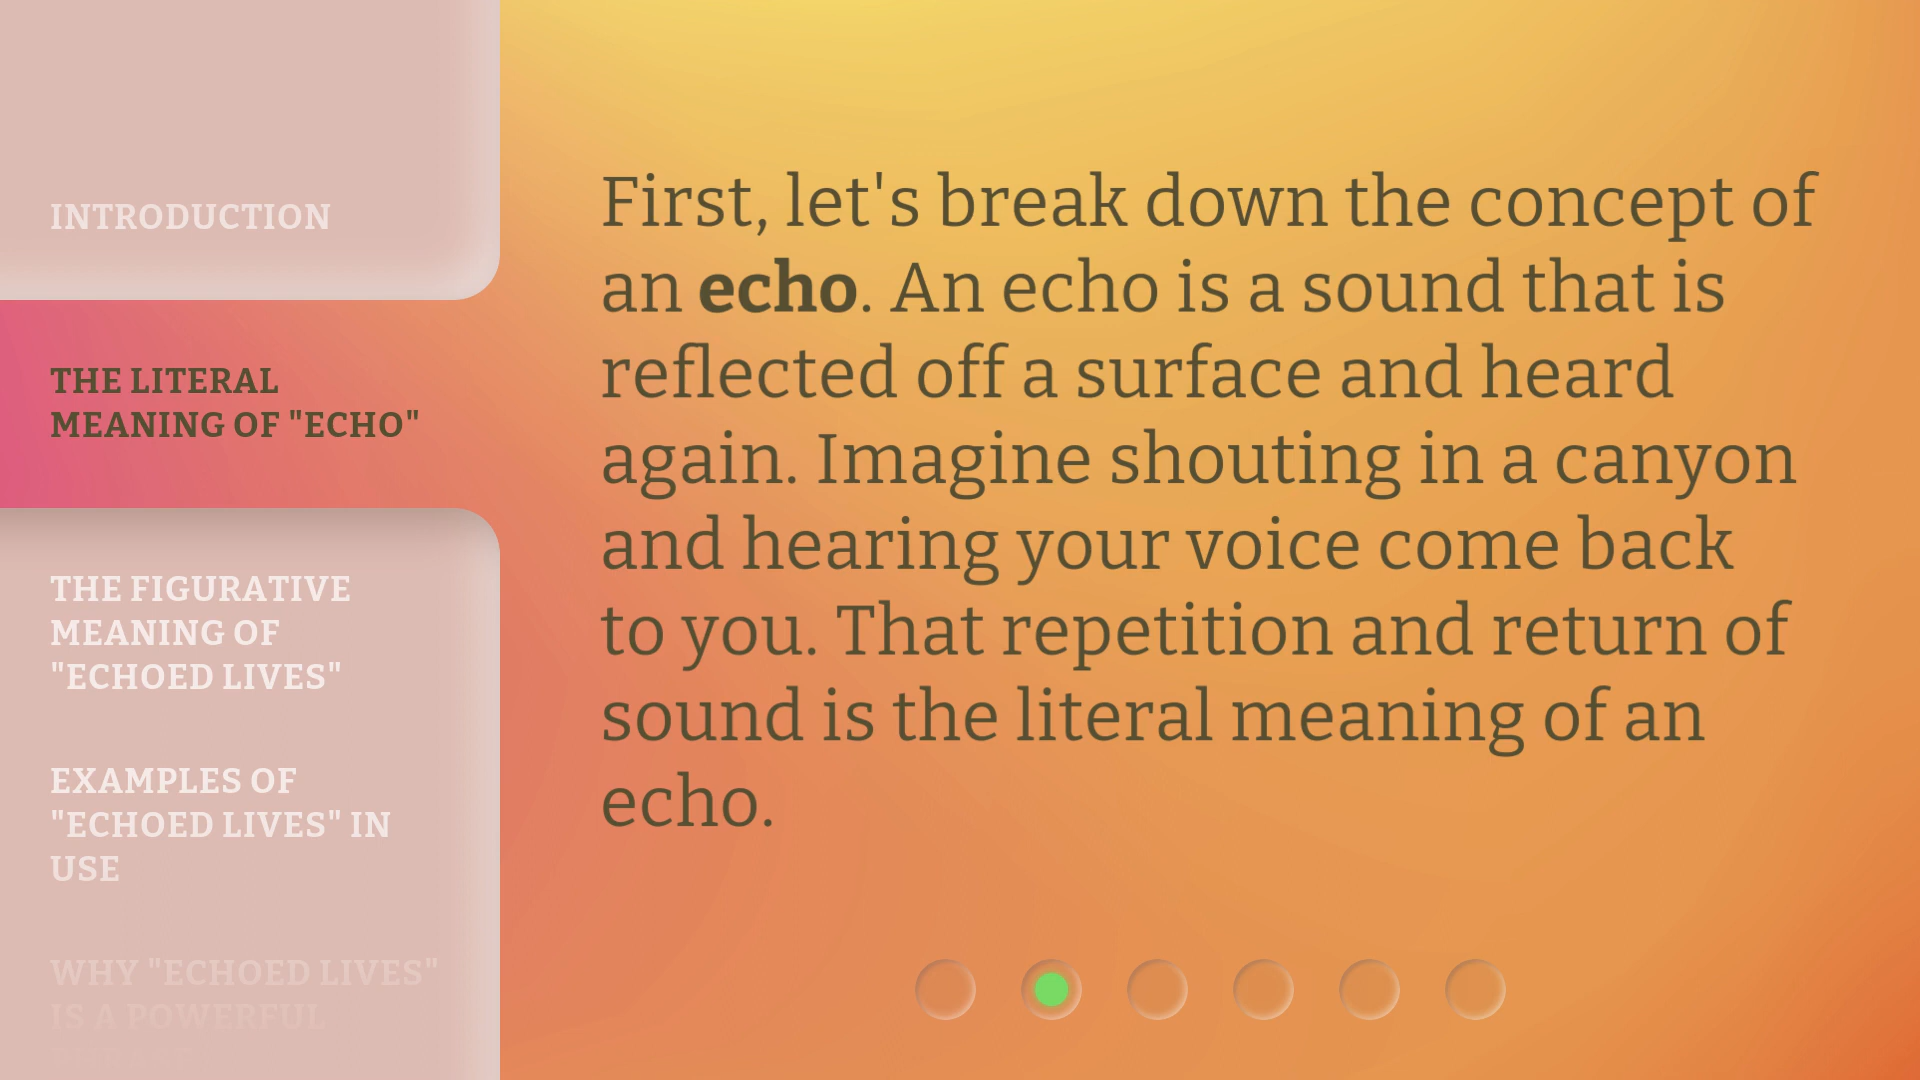 INTRODUCTION
THE LITERAL
MEANING OF "ECHO"
THE FIGURATIVE
MEANING OF
"ECHOED LIVES"
EXAMPLES OF
"ECHOED LIVES" IN
USE
WHY "ECHOED LIVES"
IS A POWERFUL
First, let's break down the concept of
an echo. An echo is a sound that is
reflected off a surface and heard
again. Imagine shouting in a canyon
and hearing your voice come back
to you. That repetition and return of
sound is the literal meaning of an
echo.